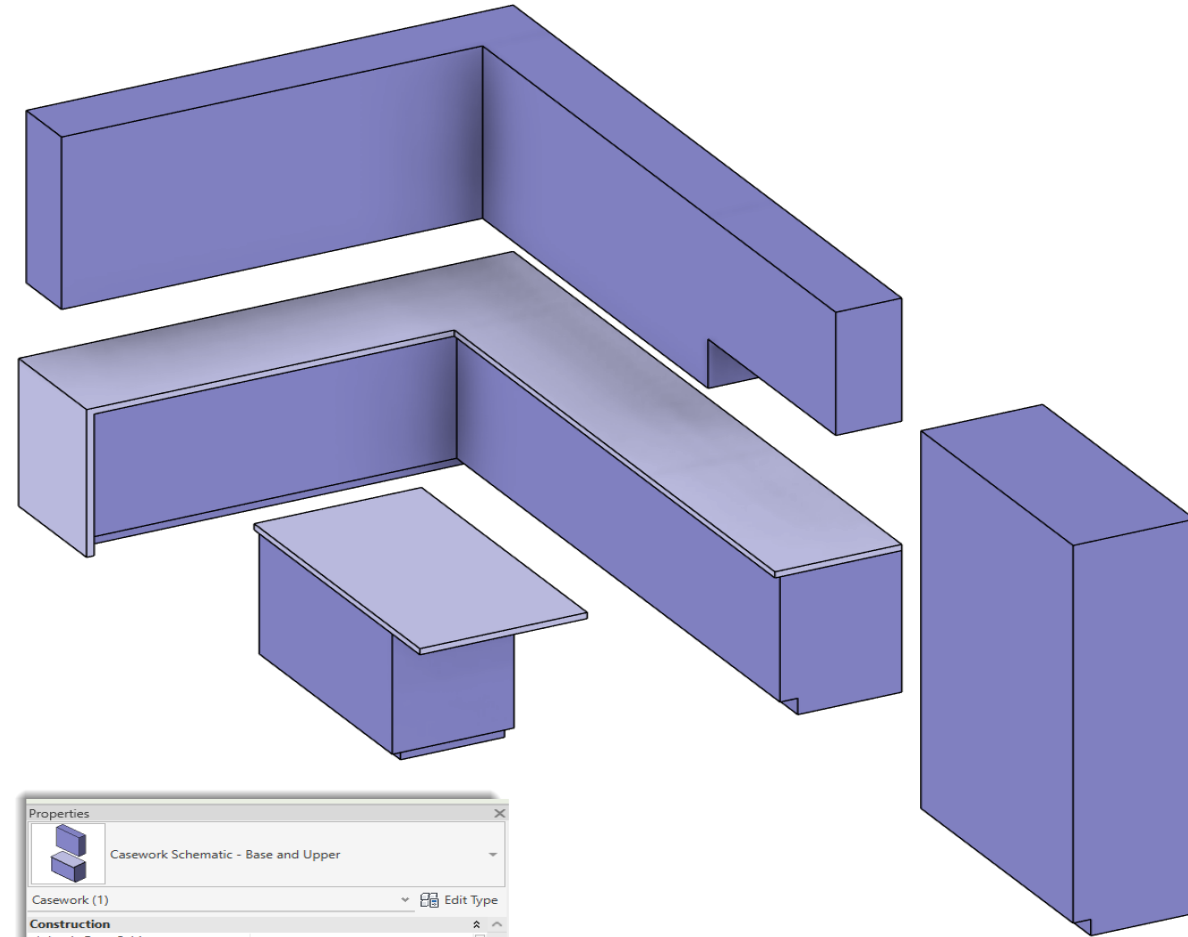 Properties
Casework Schematic - Base and Upper
Casework (1)
Edit Type
Construction